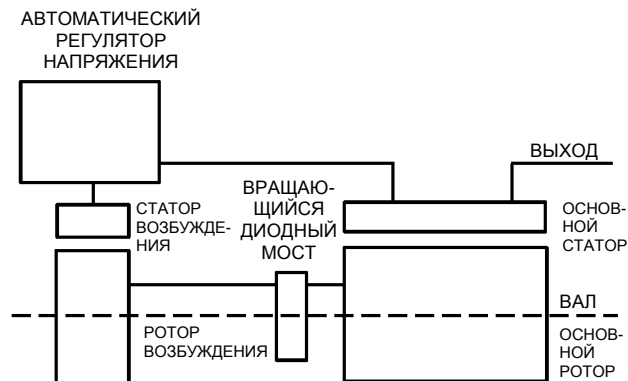 АВТОМАТИЧЕСКИЙ
РЕГУЛЯТОР
НАПРЯЖЕНИЯ
ВЫХОД
СТАТОР
ВОЗБУЖДЕ-
НИЯ
ВРАЩАЮ-
ЩИЙСЯ
ДИОДНЫЙ
МОСТ
ОСНОВ-
НОЙ
СТАТОР
РОТОР
ВОЗБУЖДЕНИЯ
ВАЛ
ОСНОВ-
НОЙ
РОТОР